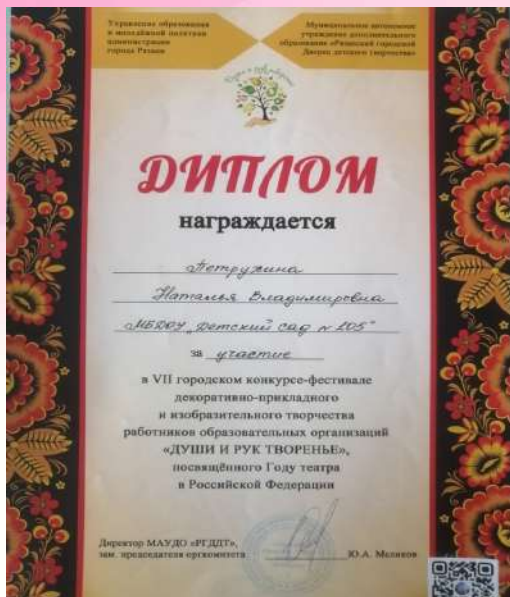 Управление образования
и молодёжной политики
администрации
города Рязани
Муниципальное автономное
учреждение дополнительного
образования «Рязанский городской
Дворец детского творчества»
ДИПЛОМ
награждается
Петрухина
Наталья Владимировна
МБДОУ „Детский сад № 105"
за участие
в VII городском конкурсе-фестивале
декоративно-прикладного
и изобразительного творчества
работников образовательных организаций
«ДУШИ И РУК ТВОРЕНЬЕ»,
посвящённого Году театра
в Российской Федерации
Директор МАУДО «РГДДТ»,
зам. председателя оргкомитета Ю.А.